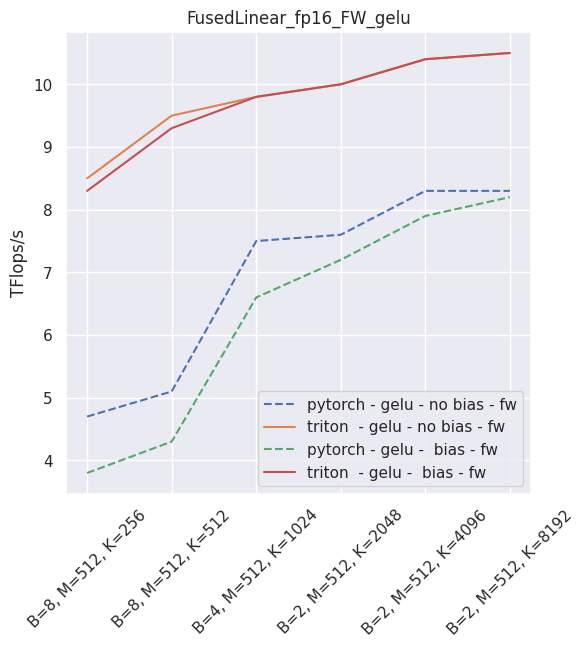 FusedLinear_fp16_FW_gelu
TFlops/s
10
9
8
7
6
5
4
pytorch - gelu - no bias - fw
triton  - gelu - no bias - fw
pytorch - gelu -  bias - fw
triton  - gelu -  bias - fw
B=8, M=512, K=256
B=8, M=512, K=512
B=4, M=512, K=1024
B=2, M=512, K=2048
B=2, M=512, K=4096
B=2, M=512, K=8192